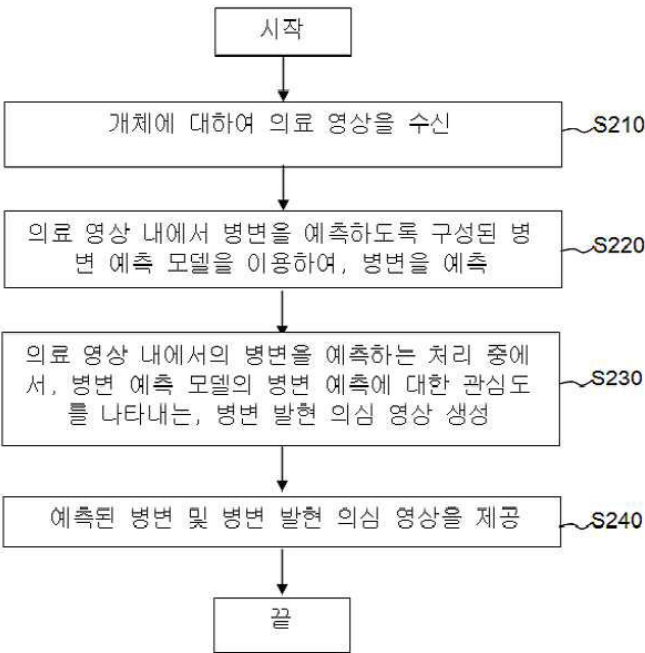 시작
개체에 대하여 의료 영상을 수신
S210
의료 영상 내에서 병변을 예측하도록 구성된 병
변 예측 모델을 이용하여, 병변을 예측
S220
의료 영상 내에서의 병변을 예측하는 처리 중에
서, 병변 예측 모델의 병변 예측에 대한 관심도
를 나타내는, 병변 발현 의심 영상 생성
S230
예측된 병변 및 병변 발현 의심 영상을 제공
S240
끝